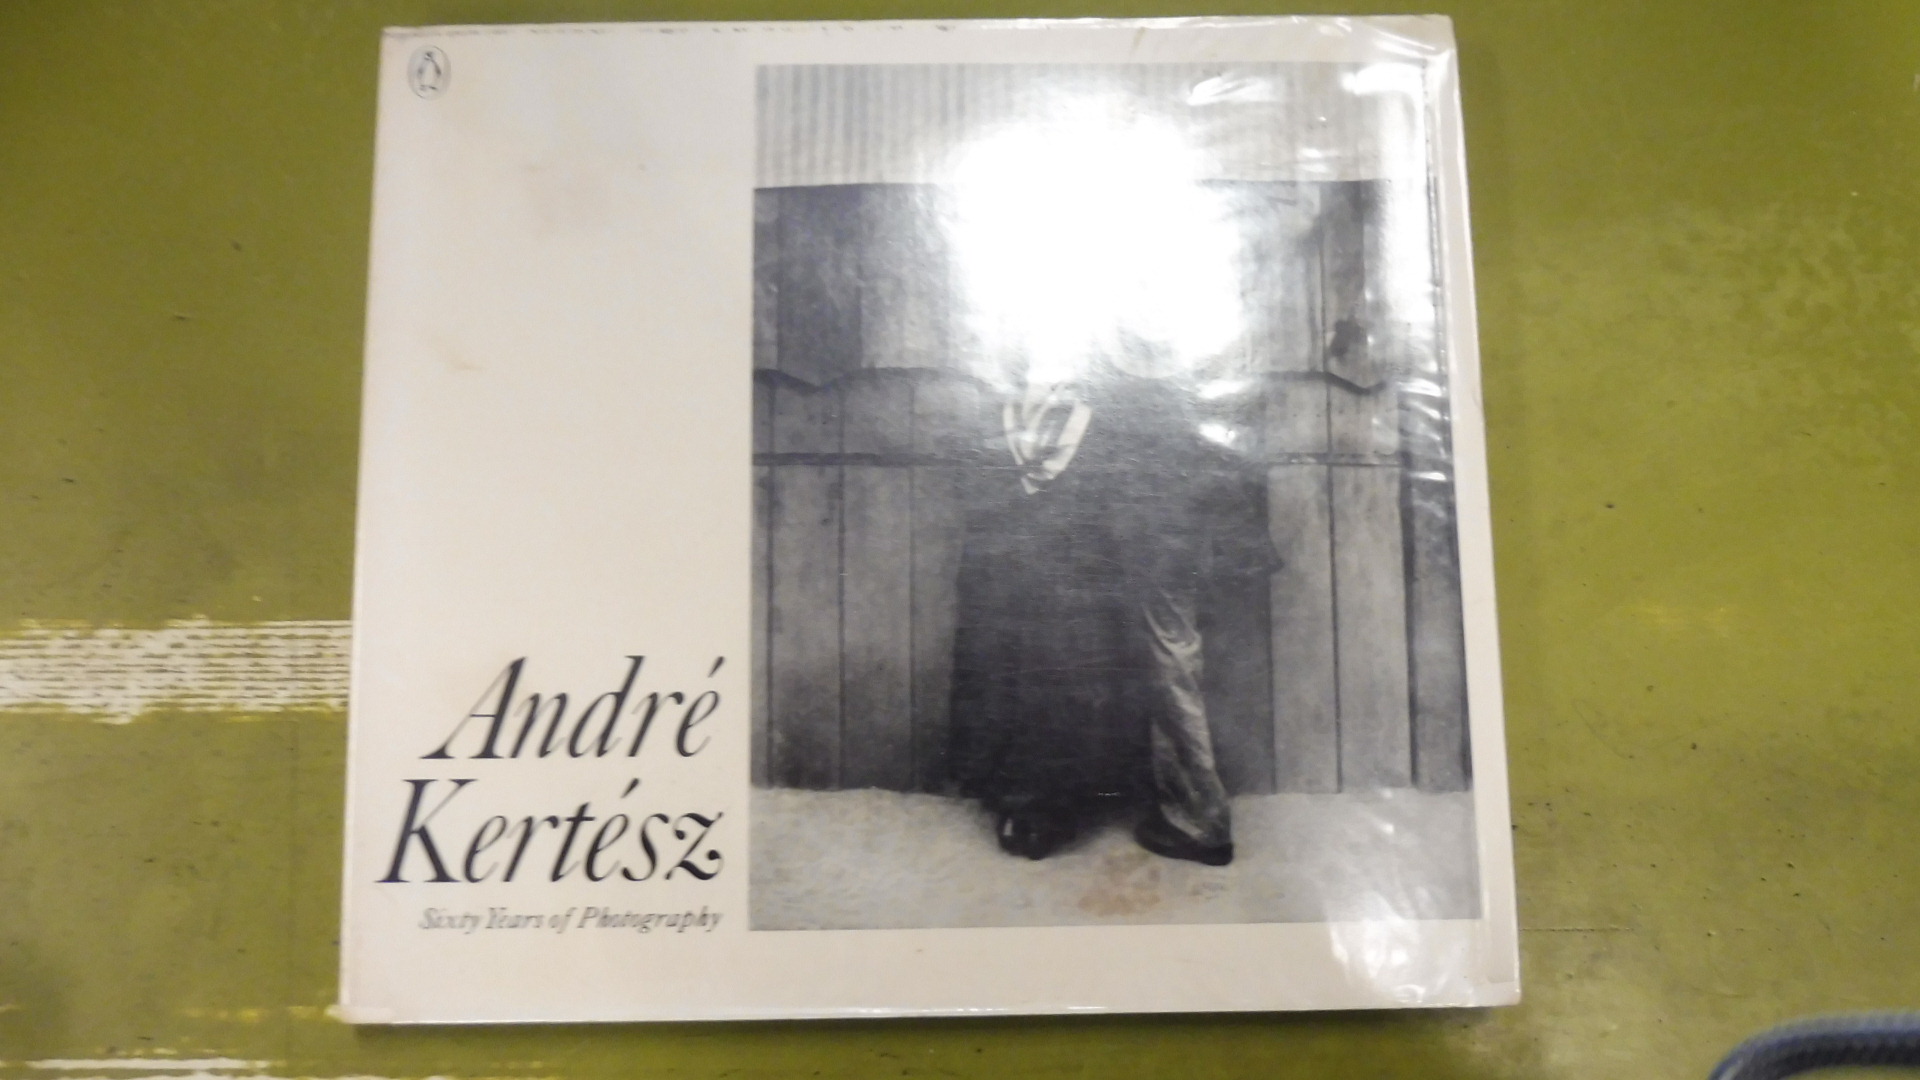 André
Kertész
Sixty Years of Photography